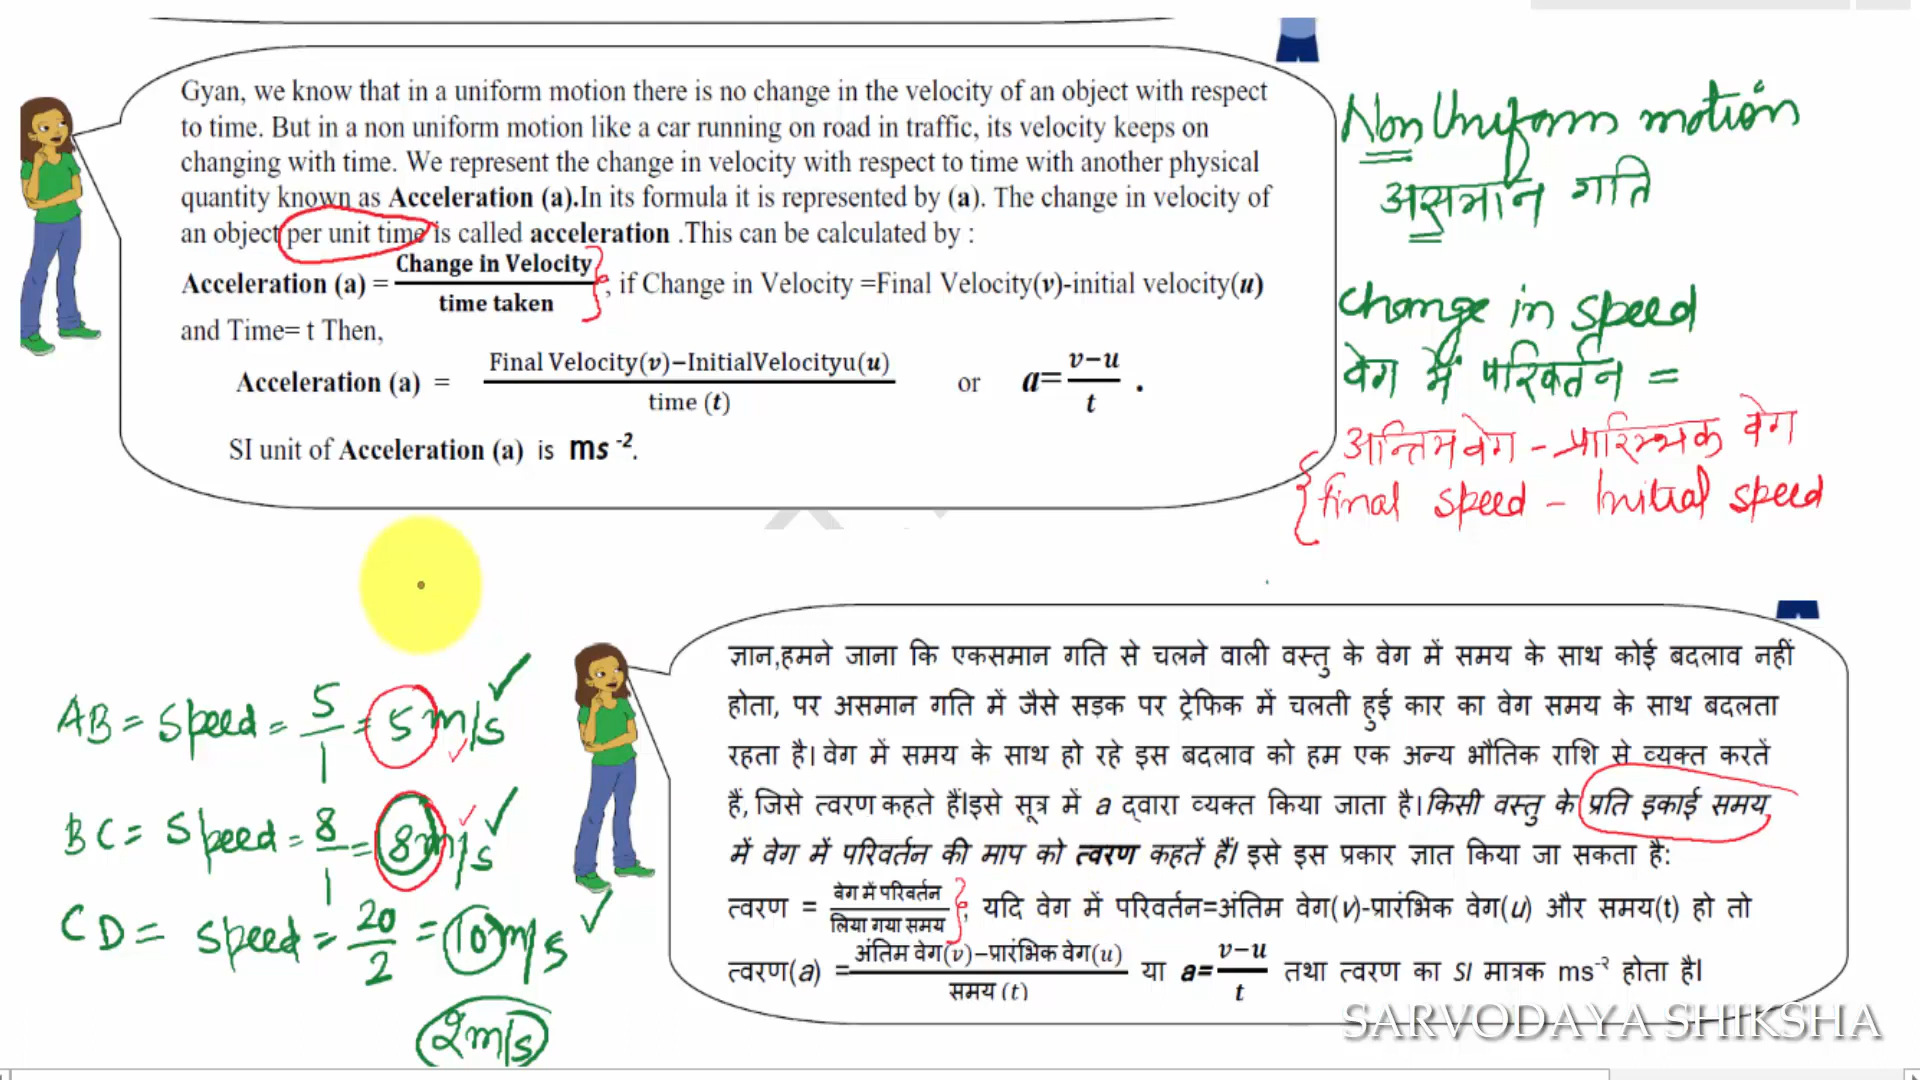 Gyan, we know that in a uniform motion there is no change in the velocity of an object with respect
to time. But in a non uniform motion like a car running on road in traffic, its velocity keeps on
changing with time. We represent the change in velocity with respect to time with another physical
quantity known as Acceleration (a).In its formula it is represented by (a). The change in velocity of
an object per unit time is called acceleration .This can be calculated by :
Acceleration (a) = Change in Velocity / time taken , if Change in Velocity =Final Velocity(v)-initial velocity(u)
and Time= t Then,
Acceleration (a) = Final Velocity(v)−InitialVelocityu(u) / time (t) or a= v−u / t .
SI unit of Acceleration (a) is ms⁻².
Non Uniform motion
असमान गति
Change in speed
वेग में परिवर्तन =
अन्तिम वेग - प्रारम्भिक वेग
final speed - Initial speed
AB = Speed = 5/1 = 5 m/s
BC = Speed = 8/1 = 8 m/s
CD = speed = 20/2 = 10 m/s
2 m/s
ज्ञान,हमने जाना कि एकसमान गति से चलने वाली वस्तु के वेग में समय के साथ कोई बदलाव नहीं
होता, पर असमान गति में जैसे सड़क पर ट्रेफिक में चलती हुई कार का वेग समय के साथ बदलता
रहता है। वेग में समय के साथ हो रहे इस बदलाव को हम एक अन्य भौतिक राशि से व्यक्त करतें
हैं, जिसे त्वरण कहते हैं।इसे सूत्र में a द्वारा व्यक्त किया जाता है। किसी वस्तु के प्रति इकाई समय
में वेग में परिवर्तन की माप को त्वरण कहतें हैं। इसे इस प्रकार ज्ञात किया जा सकता है:
त्वरण = वेग में परिवर्तन / लिया गया समय , यदि वेग में परिवर्तन=अंतिम वेग(v)-प्रारंभिक वेग(u) और समय(t) हो तो
त्वरण(a) = अंतिम वेग(v)−प्रारंभिक वेग(u) / समय (t) या a= v−u / t तथा त्वरण का SI मात्रक ms⁻² होता है।
SARVODAYA SHIKSHA